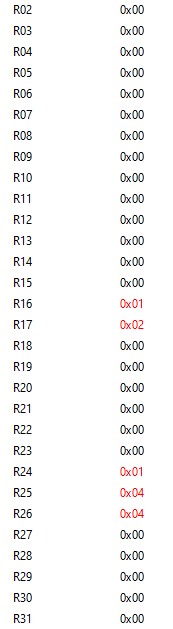 R02 0x00
R03 0x00
R04 0x00
R05 0x00
R06 0x00
R07 0x00
R08 0x00
R09 0x00
R10 0x00
R11 0x00
R12 0x00
R13 0x00
R14 0x00
R15 0x00
R16 0x01
R17 0x02
R18 0x00
R19 0x00
R20 0x00
R21 0x00
R22 0x00
R23 0x00
R24 0x01
R25 0x04
R26 0x04
R27 0x00
R28 0x00
R29 0x00
R30 0x00
R31 0x00